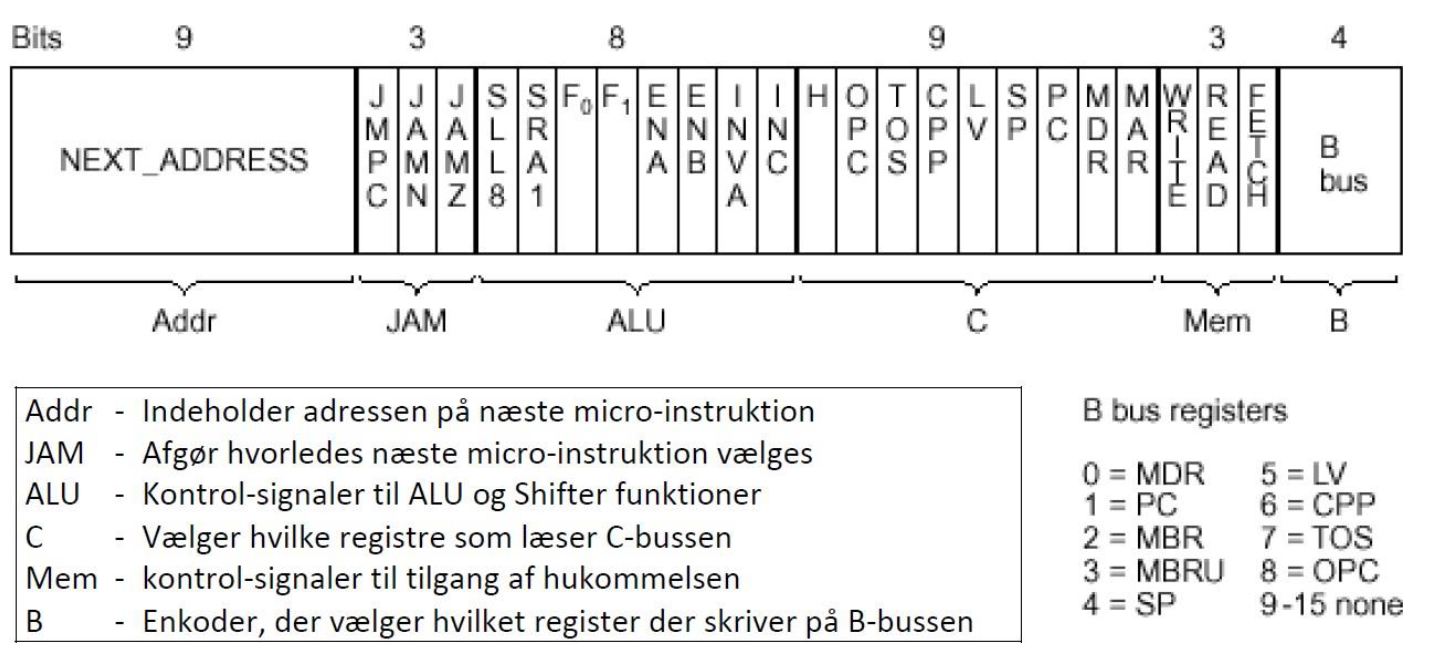 Bits 9 3 8 9 3 4
NEXT_ADDRESS JMPC JAMN JAMZ SLL8 SRA1 F0 F1 ENA ENB INVA INC H OPC TOS CPP LV SP PC MDR MAR WRITE READ FETCH B bus
Addr JAM ALU C Mem B
Addr - Indeholder adressen på næste micro-instruktion
JAM - Afgør hvorledes næste micro-instruktion vælges
ALU - Kontrol-signaler til ALU og Shifter funktioner
C - Vælger hvilke registre som læser C-bussen
Mem - kontrol-signaler til tilgang af hukommelsen
B - Enkoder, der vælger hvilket register der skriver på B-bussen
B bus registers
0 = MDR 5 = LV
1 = PC 6 = CPP
2 = MBR 7 = TOS
3 = MBRU 8 = OPC
4 = SP 9-15 none